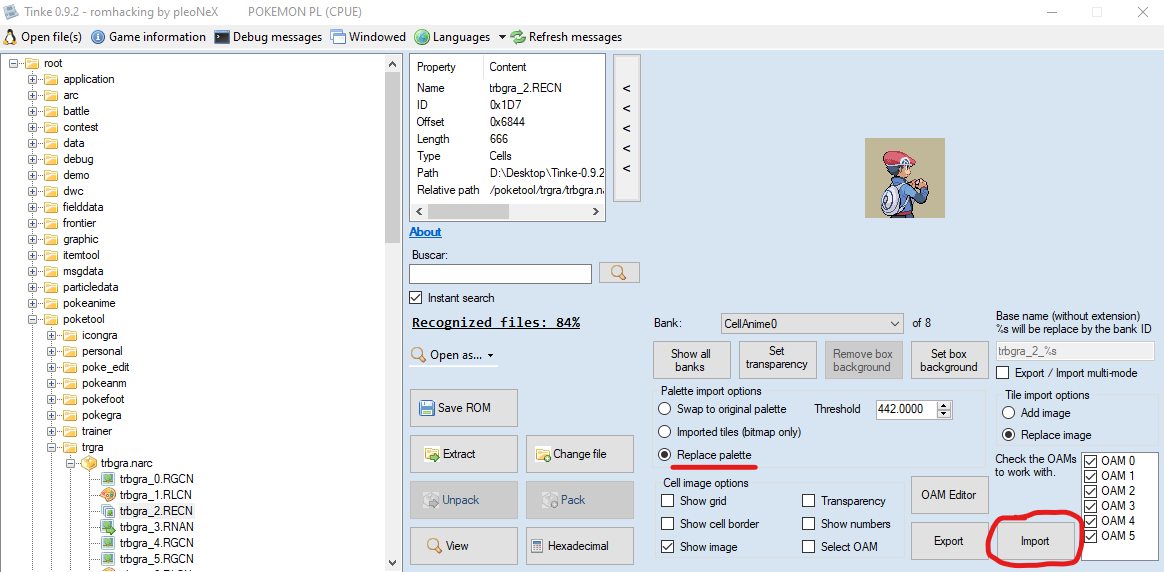 Tinke 0.9.2 - romhacking by pleoNeX POKEMON PL (CPUE)
Open file(s) Game information Debug messages Windowed Languages Refresh messages
root
application
arc
battle
contest
data
debug
demo
dwc
fielddata
frontier
graphic
itemtool
msgdata
particledata
pokeanime
poketool
icongra
personal
poke_edit
pokeanm
pokefoot
pokegra
trainer
trgra
trbgra.narc
trbgra_0.RGCN
trbgra_1.RLCN
trbgra_2.RECN
trbgra_3.RNAN
trbgra_4.RGCN
trbgra_5.RGCN
Property Content
Name trbgra_2.RECN
ID 0x1D7
Offset 0x6844
Length 666
Type Cells
Path D:\Desktop\Tinke-0.9.2
Relative path /poketool/trgra/trbgra.na
<
<
<
<
<
About
Buscar:
Instant search
Recognized files: 84%
Open as...
Save ROM
Extract Change file
Unpack Pack
View Hexadecimal
Bank: CellAnime0 of 8
Show all
banks
Set
transparency
Remove box
background
Set box
background
Palette import options
Swap to original palette Threshold 442.0000
Imported tiles (bitmap only)
Replace palette
Cell image options
Show grid Transparency
Show cell border Show numbers
Show image Select OAM
OAM Editor
Export Import
Base name (without extension)
%s will be replace by the bank ID
trbgra_2_%s
Export / Import multi-mode
Tile import options
Add image
Replace image
Check the OAMs
to work with.
OAM 0
OAM 1
OAM 2
OAM 3
OAM 4
OAM 5